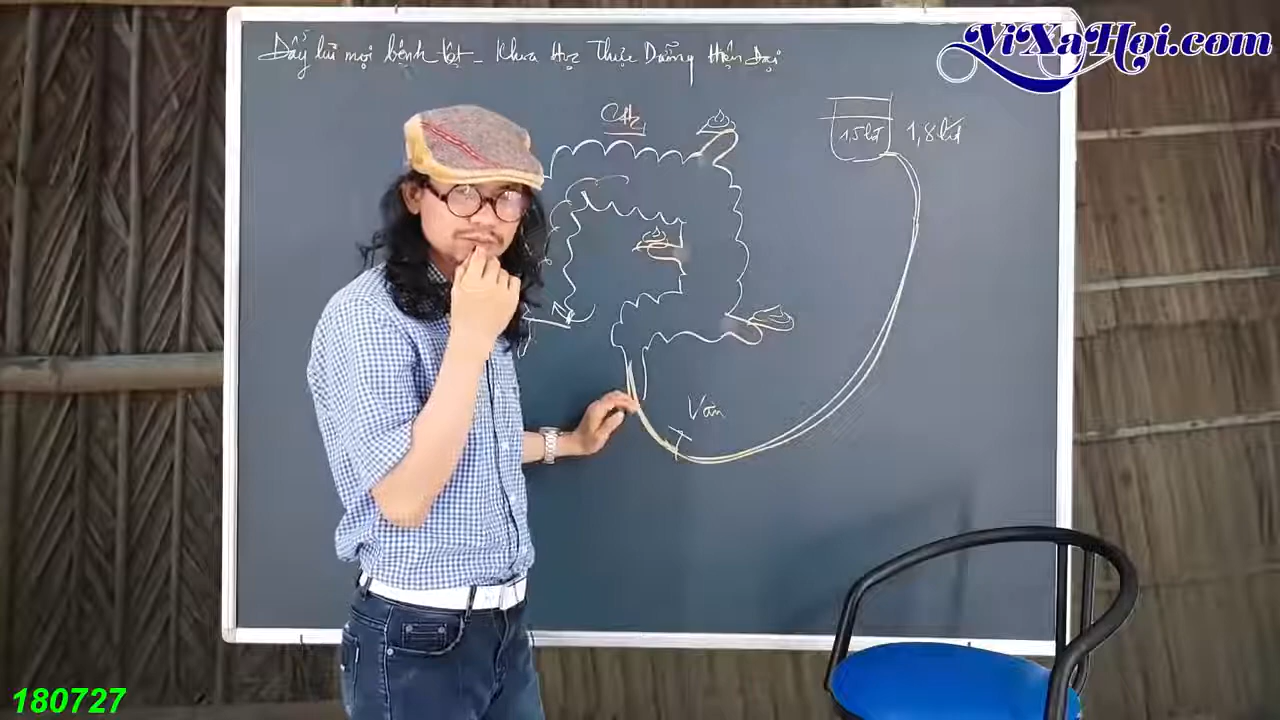 ViXaHoi.com
Đẩy lùi mọi bệnh tật - Khoa Học Thực Dưỡng Hiện Đại
CH₂
1,5 lít 1,8 lít
Van
180727